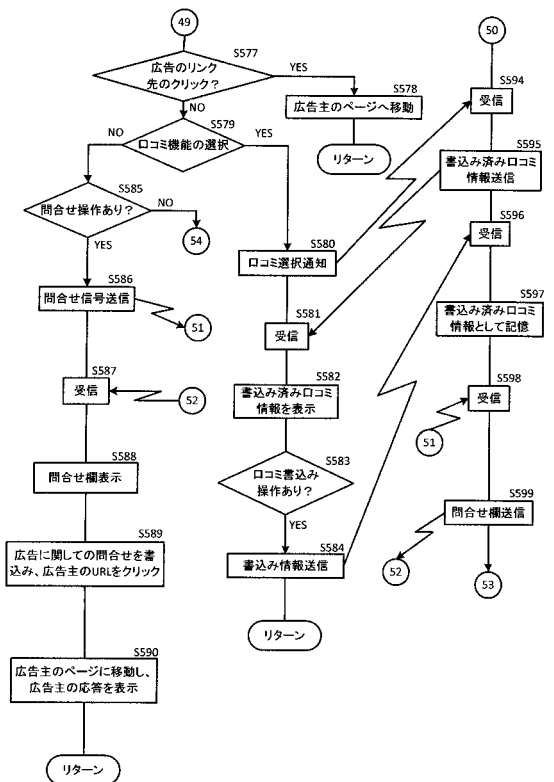 49
S577
広告のリンク
先のクリック?
YES
NO
S578
広告主のページへ移動
リターン
S579
口コミ機能の選択
NO
YES
S585
問合せ操作あり?
NO
54
YES
S586
問合せ信号送信
51
S587
受信
52
S588
問合せ欄表示
S589
広告に関しての問合せを書
込み、広告主のURLをクリック
S590
広告主のページに移動し、
広告主の応答を表示
リターン
S580
口コミ選択通知
S581
受信
S582
書込み済み口コミ
情報を表示
S583
口コミ書込み
操作あり?
YES
S584
書込み情報送信
リターン
50
S594
受信
S595
書込み済み口コミ
情報送信
S596
受信
S597
書込み済み口コミ
情報として記憶
S598
受信
51
S599
問合せ欄送信
52
53